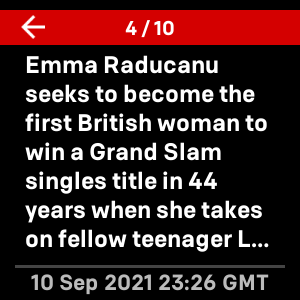 4 / 10
Emma Raducanu
seeks to become the
first British woman to
win a Grand Slam
singles title in 44
years when she takes
on fellow teenager L...
10 Sep 2021 23:26 GMT